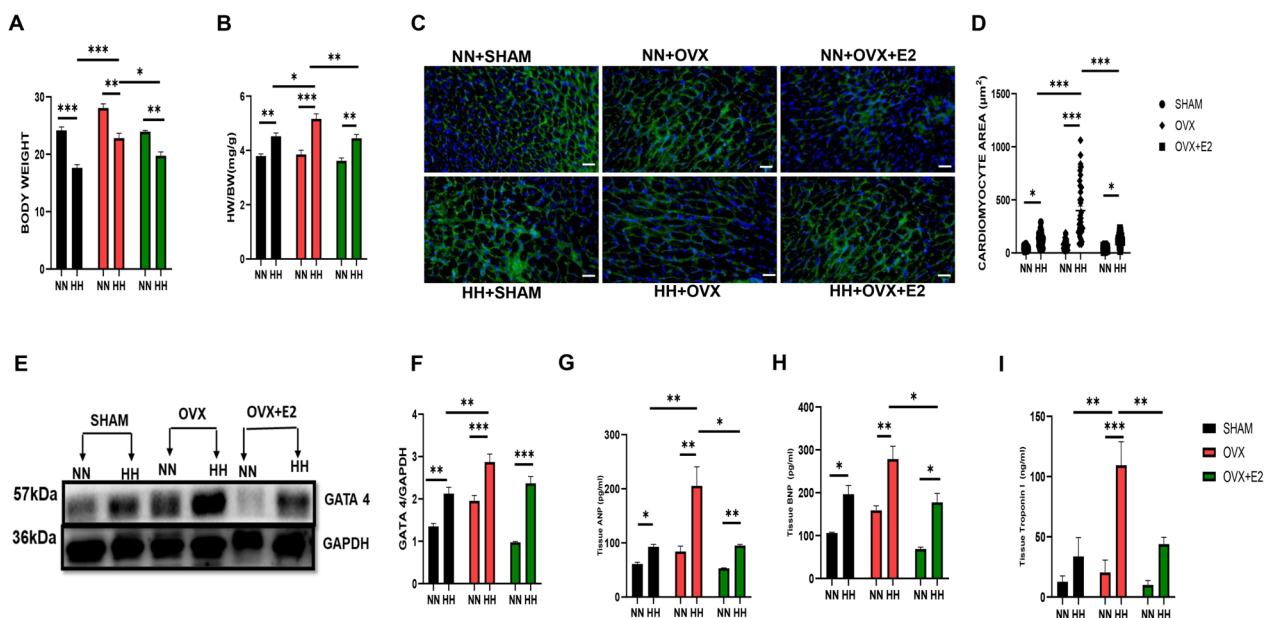 A
***
***
**
*
**
BODY WEIGHT
30
20
10
0
NN HH NN HH NN HH
B
**
*
**
***
**
HW/BW(mg/g)
8
6
4
2
0
NN HH NN HH NN HH
C
NN+SHAM NN+OVX NN+OVX+E2
HH+SHAM HH+OVX HH+OVX+E2
D
***
***
***
*
*
CARDIOMYOCYTE AREA (µm²)
1500
1000
500
0
NN HH NN HH NN HH
SHAM
OVX
OVX+E2
E
SHAM OVX OVX+E2
NN HH NN HH NN HH
57kDa GATA 4
36kDa GAPDH
F
**
***
**
***
GATA 4/GAPDH
4
3
2
1
0
NN HH NN HH NN HH
G
**
*
**
*
**
Tissue ANP (pg/ml)
300
200
100
0
NN HH NN HH NN HH
H
*
**
*
*
Tissue BNP (pg/ml)
400
300
200
100
0
NN HH NN HH NN HH
I
** **
***
Tissue Troponin I (ng/ml)
150
100
50
0
NN HH NN HH NN HH
SHAM
OVX
OVX+E2